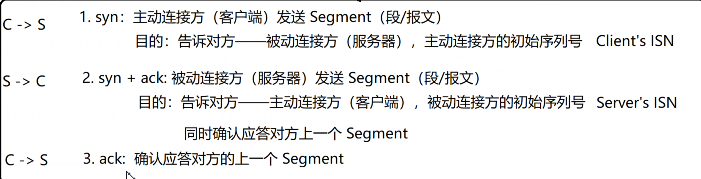 C -> S 1. syn：主动连接方（客户端）发送 Segment（段/报文）
目的：告诉对方——被动连接方（服务器），主动连接方的初始序列号 Client's ISN
S -> C 2. syn + ack: 被动连接方（服务器）发送 Segment（段/报文）
目的：告诉对方——主动连接方（客户端），被动连接方的初始序列号 Server's ISN
同时确认应答对方上一个 Segment
C -> S 3. ack: 确认应答对方的上一个 Segment